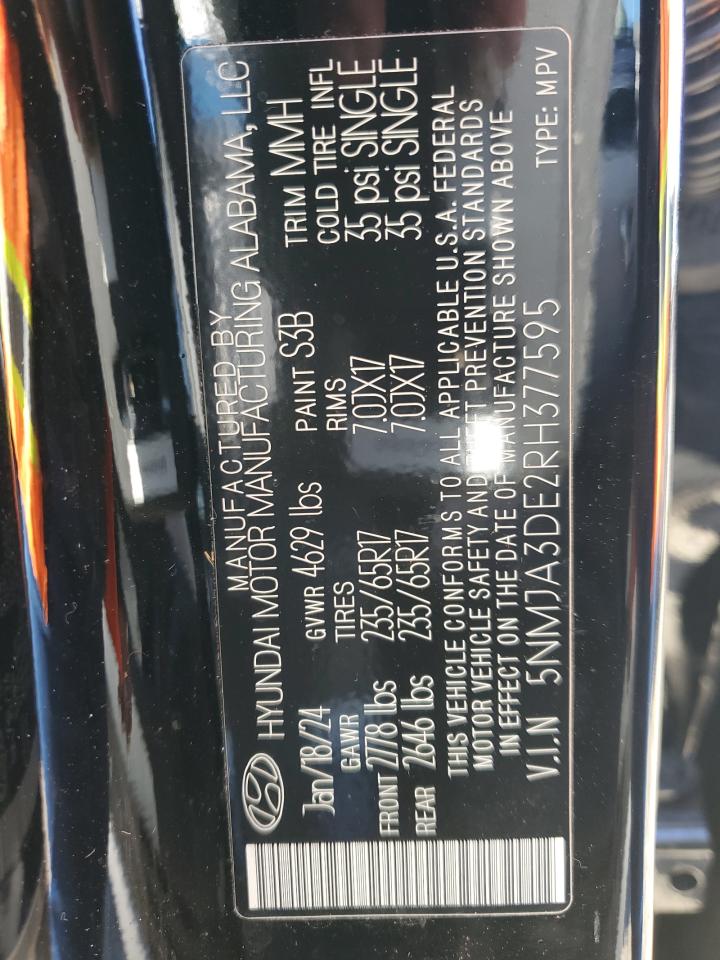 MANUFACTURED BY
HYUNDAI MOTOR MANUFACTURING ALABAMA, LLC
Jan/18/24 GVWR 4629 lbs PAINT S3B TRIM MMH
GAWR TIRES RIMS COLD TIRE INFL
FRONT 2778 lbs 235/65R17 7.0JX17 35 psi SINGLE
REAR 2646 lbs 235/65R17 7.0JX17 35 psi SINGLE
THIS VEHICLE CONFORMS TO ALL APPLICABLE U.S.A. FEDERAL
MOTOR VEHICLE SAFETY AND THEFT PREVENTION STANDARDS
IN EFFECT ON THE DATE OF MANUFACTURE SHOWN ABOVE
V.I.N 5NMJA3DE2RH377595 TYPE: MPV